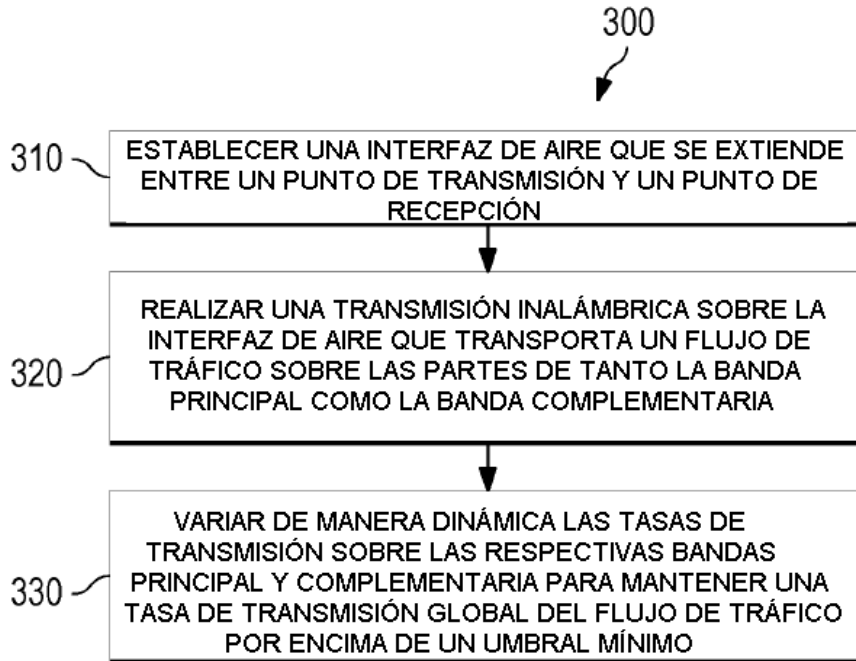 300
310
ESTABLECER UNA INTERFAZ DE AIRE QUE SE EXTIENDE
ENTRE UN PUNTO DE TRANSMISIÓN Y UN PUNTO DE
RECEPCIÓN
320
REALIZAR UNA TRANSMISIÓN INALÁMBRICA SOBRE LA
INTERFAZ DE AIRE QUE TRANSPORTA UN FLUJO DE
TRÁFICO SOBRE LAS PARTES DE TANTO LA BANDA
PRINCIPAL COMO LA BANDA COMPLEMENTARIA
330
VARIAR DE MANERA DINÁMICA LAS TASAS DE
TRANSMISIÓN SOBRE LAS RESPECTIVAS BANDAS
PRINCIPAL Y COMPLEMENTARIA PARA MANTENER UNA
TASA DE TRANSMISIÓN GLOBAL DEL FLUJO DE TRÁFICO
POR ENCIMA DE UN UMBRAL MÍNIMO